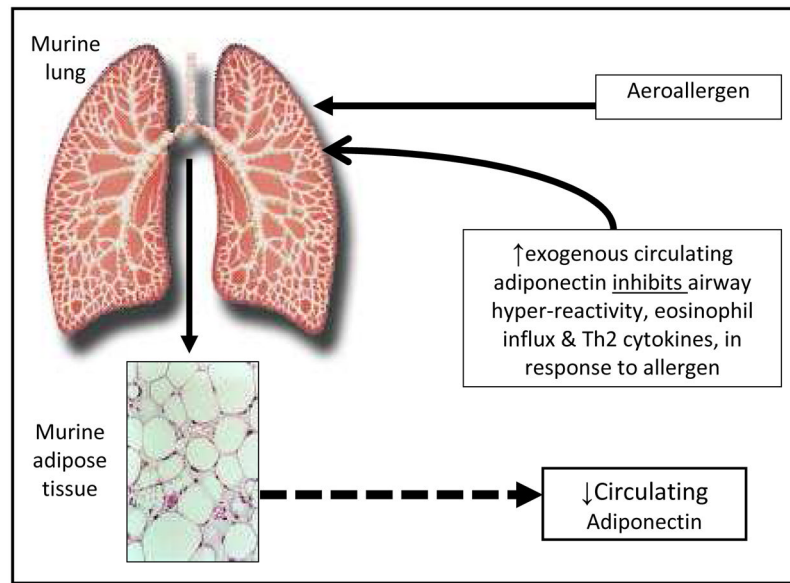 Murine
lung
Aeroallergen
↑exogenous circulating
adiponectin inhibits airway
hyper-reactivity, eosinophil
influx & Th2 cytokines, in
response to allergen
Murine
adipose
tissue
↓Circulating
Adiponectin